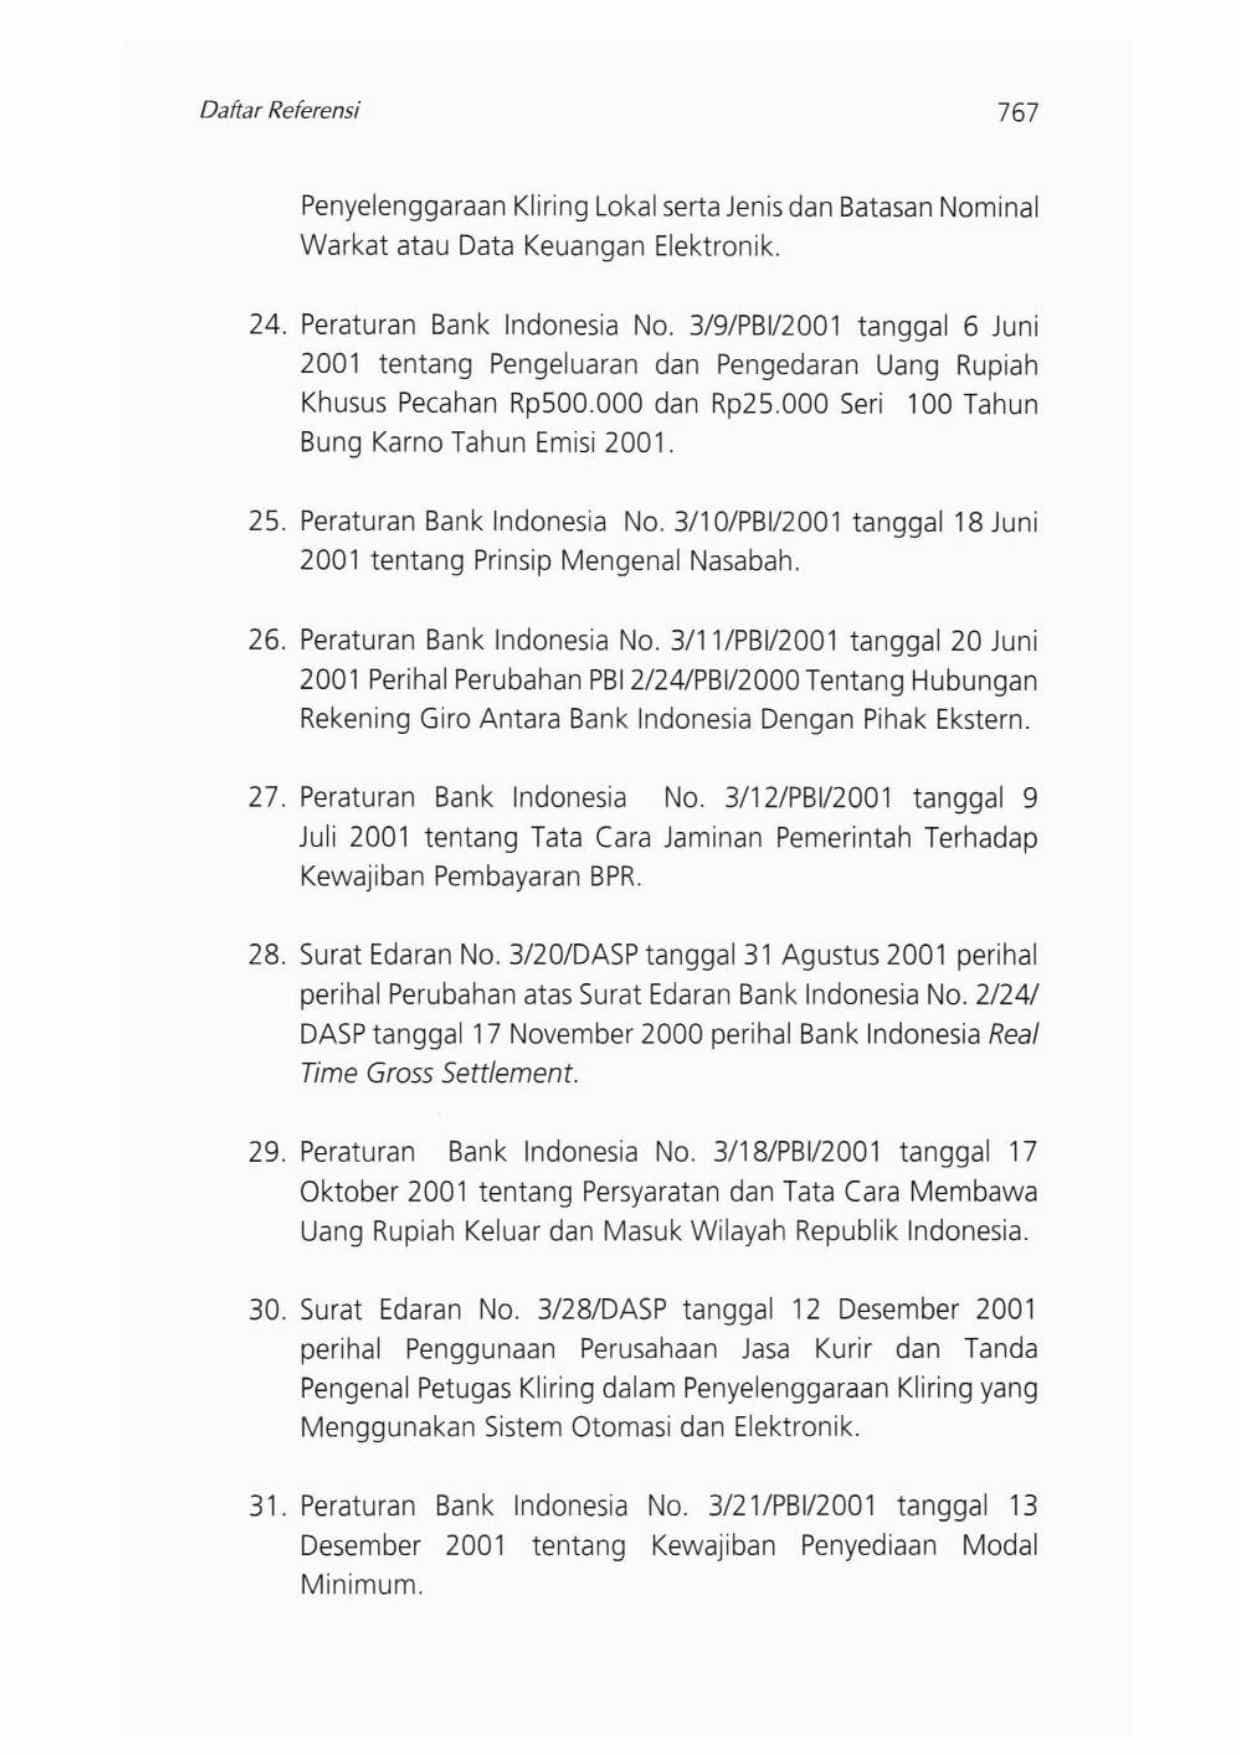 Daftar Referensi 767
Penyelenggaraan Kliring Lokal serta Jenis dan Batasan Nominal
Warkat atau Data Keuangan Elektronik.
24. Peraturan Bank Indonesia No. 3/9/PBI/2001 tanggal 6 Juni
2001 tentang Pengeluaran dan Pengedaran Uang Rupiah
Khusus Pecahan Rp500.000 dan Rp25.000 Seri 100 Tahun
Bung Karno Tahun Emisi 2001.
25. Peraturan Bank Indonesia No. 3/10/PBI/2001 tanggal 18 Juni
2001 tentang Prinsip Mengenal Nasabah.
26. Peraturan Bank Indonesia No. 3/11/PBI/2001 tanggal 20 Juni
2001 Perihal Perubahan PBI 2/24/PBI/2000 Tentang Hubungan
Rekening Giro Antara Bank Indonesia Dengan Pihak Ekstern.
27. Peraturan Bank Indonesia No. 3/12/PBI/2001 tanggal 9
Juli 2001 tentang Tata Cara Jaminan Pemerintah Terhadap
Kewajiban Pembayaran BPR.
28. Surat Edaran No. 3/20/DASP tanggal 31 Agustus 2001 perihal
perihal Perubahan atas Surat Edaran Bank Indonesia No. 2/24/
DASP tanggal 17 November 2000 perihal Bank Indonesia Real
Time Gross Settlement.
29. Peraturan Bank Indonesia No. 3/18/PBI/2001 tanggal 17
Oktober 2001 tentang Persyaratan dan Tata Cara Membawa
Uang Rupiah Keluar dan Masuk Wilayah Republik Indonesia.
30. Surat Edaran No. 3/28/DASP tanggal 12 Desember 2001
perihal Penggunaan Perusahaan Jasa Kurir dan Tanda
Pengenal Petugas Kliring dalam Penyelenggaraan Kliring yang
Menggunakan Sistem Otomasi dan Elektronik.
31. Peraturan Bank Indonesia No. 3/21/PBI/2001 tanggal 13
Desember 2001 tentang Kewajiban Penyediaan Modal
Minimum.